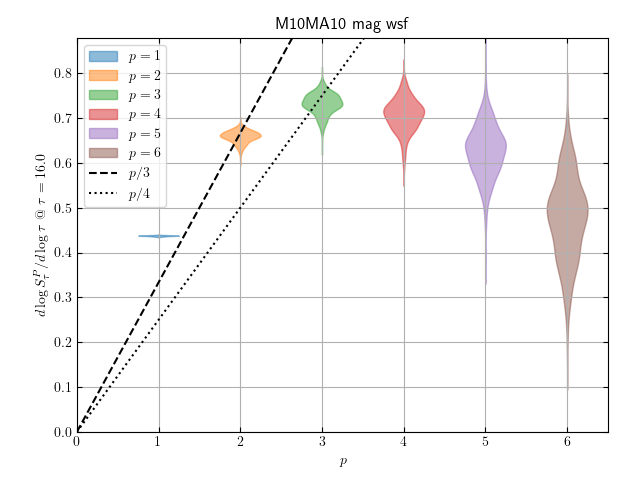 M10MA10 mag wsf
p = 1
p = 2
p = 3
p = 4
p = 5
p = 6
p/3
p/4
d log S_τ^P / d log τ @ τ = 16.0
0.8
0.7
0.6
0.5
0.4
0.3
0.2
0.1
0.0
0 1 2 3 4 5 6
p